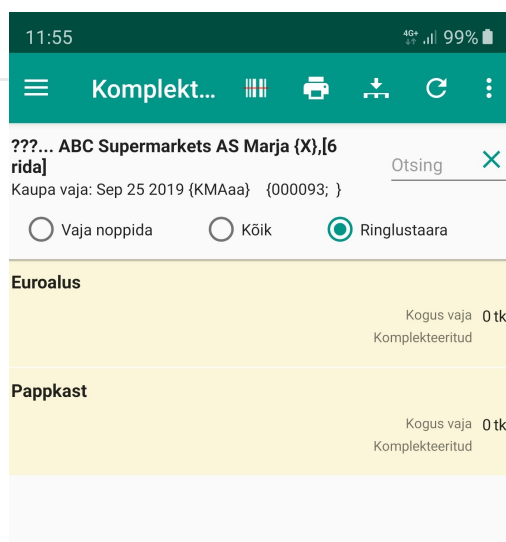 11:55 4G+ 99%
Komplekt...
???... ABC Supermarkets AS Marja {X},[6
rida]
Otsing
Kaupa vaja: Sep 25 2019 {KMAaa} {000093; }
Vaja noppida Kõik Ringlustaara
Euroalus
Kogus vaja 0 tk
Komplekteeritud
Pappkast
Kogus vaja 0 tk
Komplekteeritud